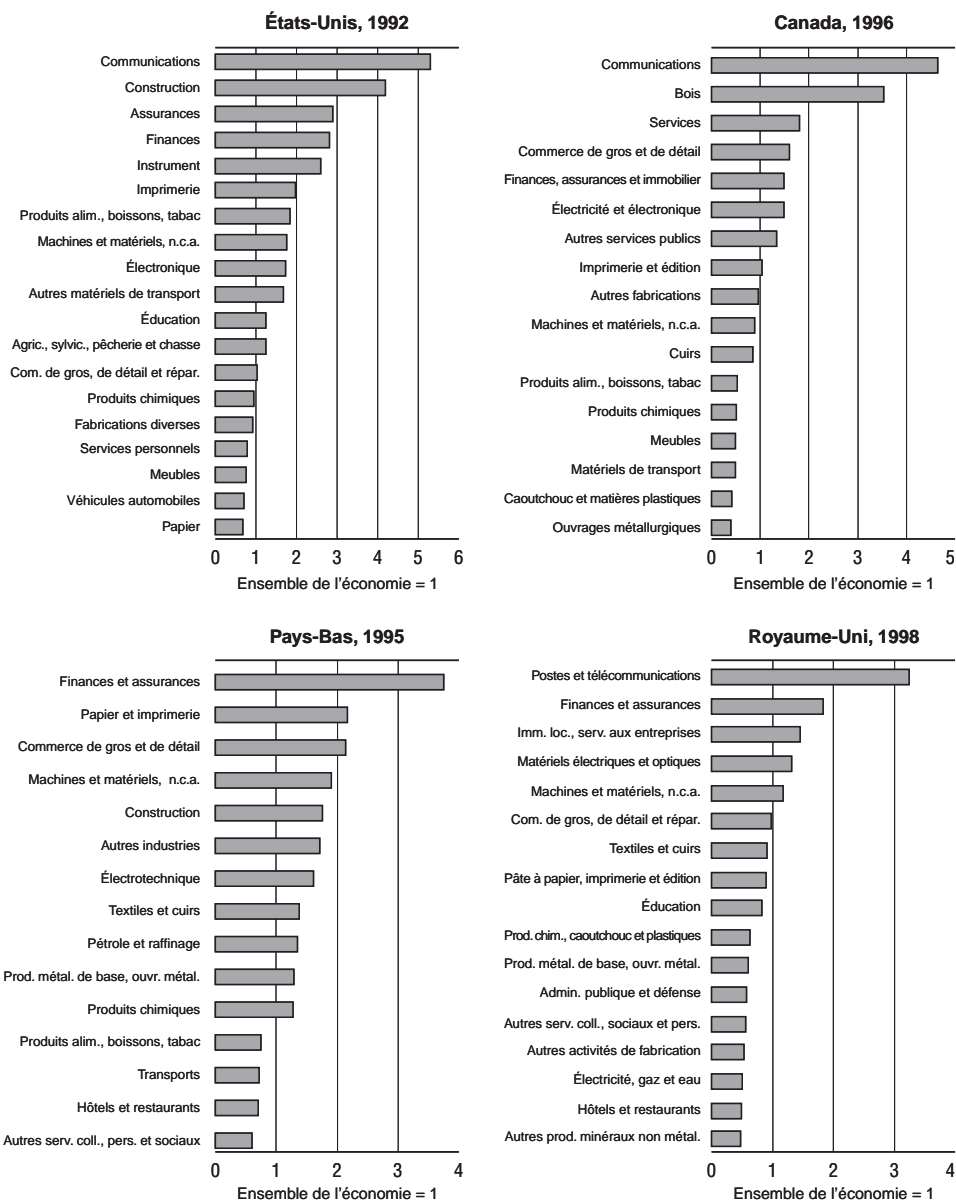 États-Unis, 1992
Communications
Construction
Assurances
Finances
Instrument
Imprimerie
Produits alim., boissons, tabac
Machines et matériels, n.c.a.
Électronique
Autres matériels de transport
Éducation
Agric., sylvic., pêcherie et chasse
Com. de gros, de détail et répar.
Produits chimiques
Fabrications diverses
Services personnels
Meubles
Véhicules automobiles
Papier
0 1 2 3 4 5 6
Ensemble de l'économie = 1
Canada, 1996
Communications
Bois
Services
Commerce de gros et de détail
Finances, assurances et immobilier
Électricité et électronique
Autres services publics
Imprimerie et édition
Autres fabrications
Machines et matériels, n.c.a.
Cuirs
Produits alim., boissons, tabac
Produits chimiques
Meubles
Matériels de transport
Caoutchouc et matières plastiques
Ouvrages métallurgiques
0 1 2 3 4 5
Ensemble de l'économie = 1
Pays-Bas, 1995
Finances et assurances
Papier et imprimerie
Commerce de gros et de détail
Machines et matériels, n.c.a.
Construction
Autres industries
Électrotechnique
Textiles et cuirs
Pétrole et raffinage
Prod. métal. de base, ouvr. métal.
Produits chimiques
Produits alim., boissons, tabac
Transports
Hôtels et restaurants
Autres serv. coll., pers. et sociaux
0 1 2 3 4
Ensemble de l'économie = 1
Royaume-Uni, 1998
Postes et télécommunications
Finances et assurances
Imm. loc., serv. aux entreprises
Matériels électriques et optiques
Machines et matériels, n.c.a.
Com. de gros, de détail et répar.
Textiles et cuirs
Pâte à papier, imprimerie et édition
Éducation
Prod. chim., caoutchouc et plastiques
Prod. métal. de base, ouvr. métal.
Admin. publique et défense
Autres serv. coll., sociaux et pers.
Autres activités de fabrication
Électricité, gaz et eau
Hôtels et restaurants
Autres prod. minéraux non métal.
0 1 2 3 4
Ensemble de l'économie = 1